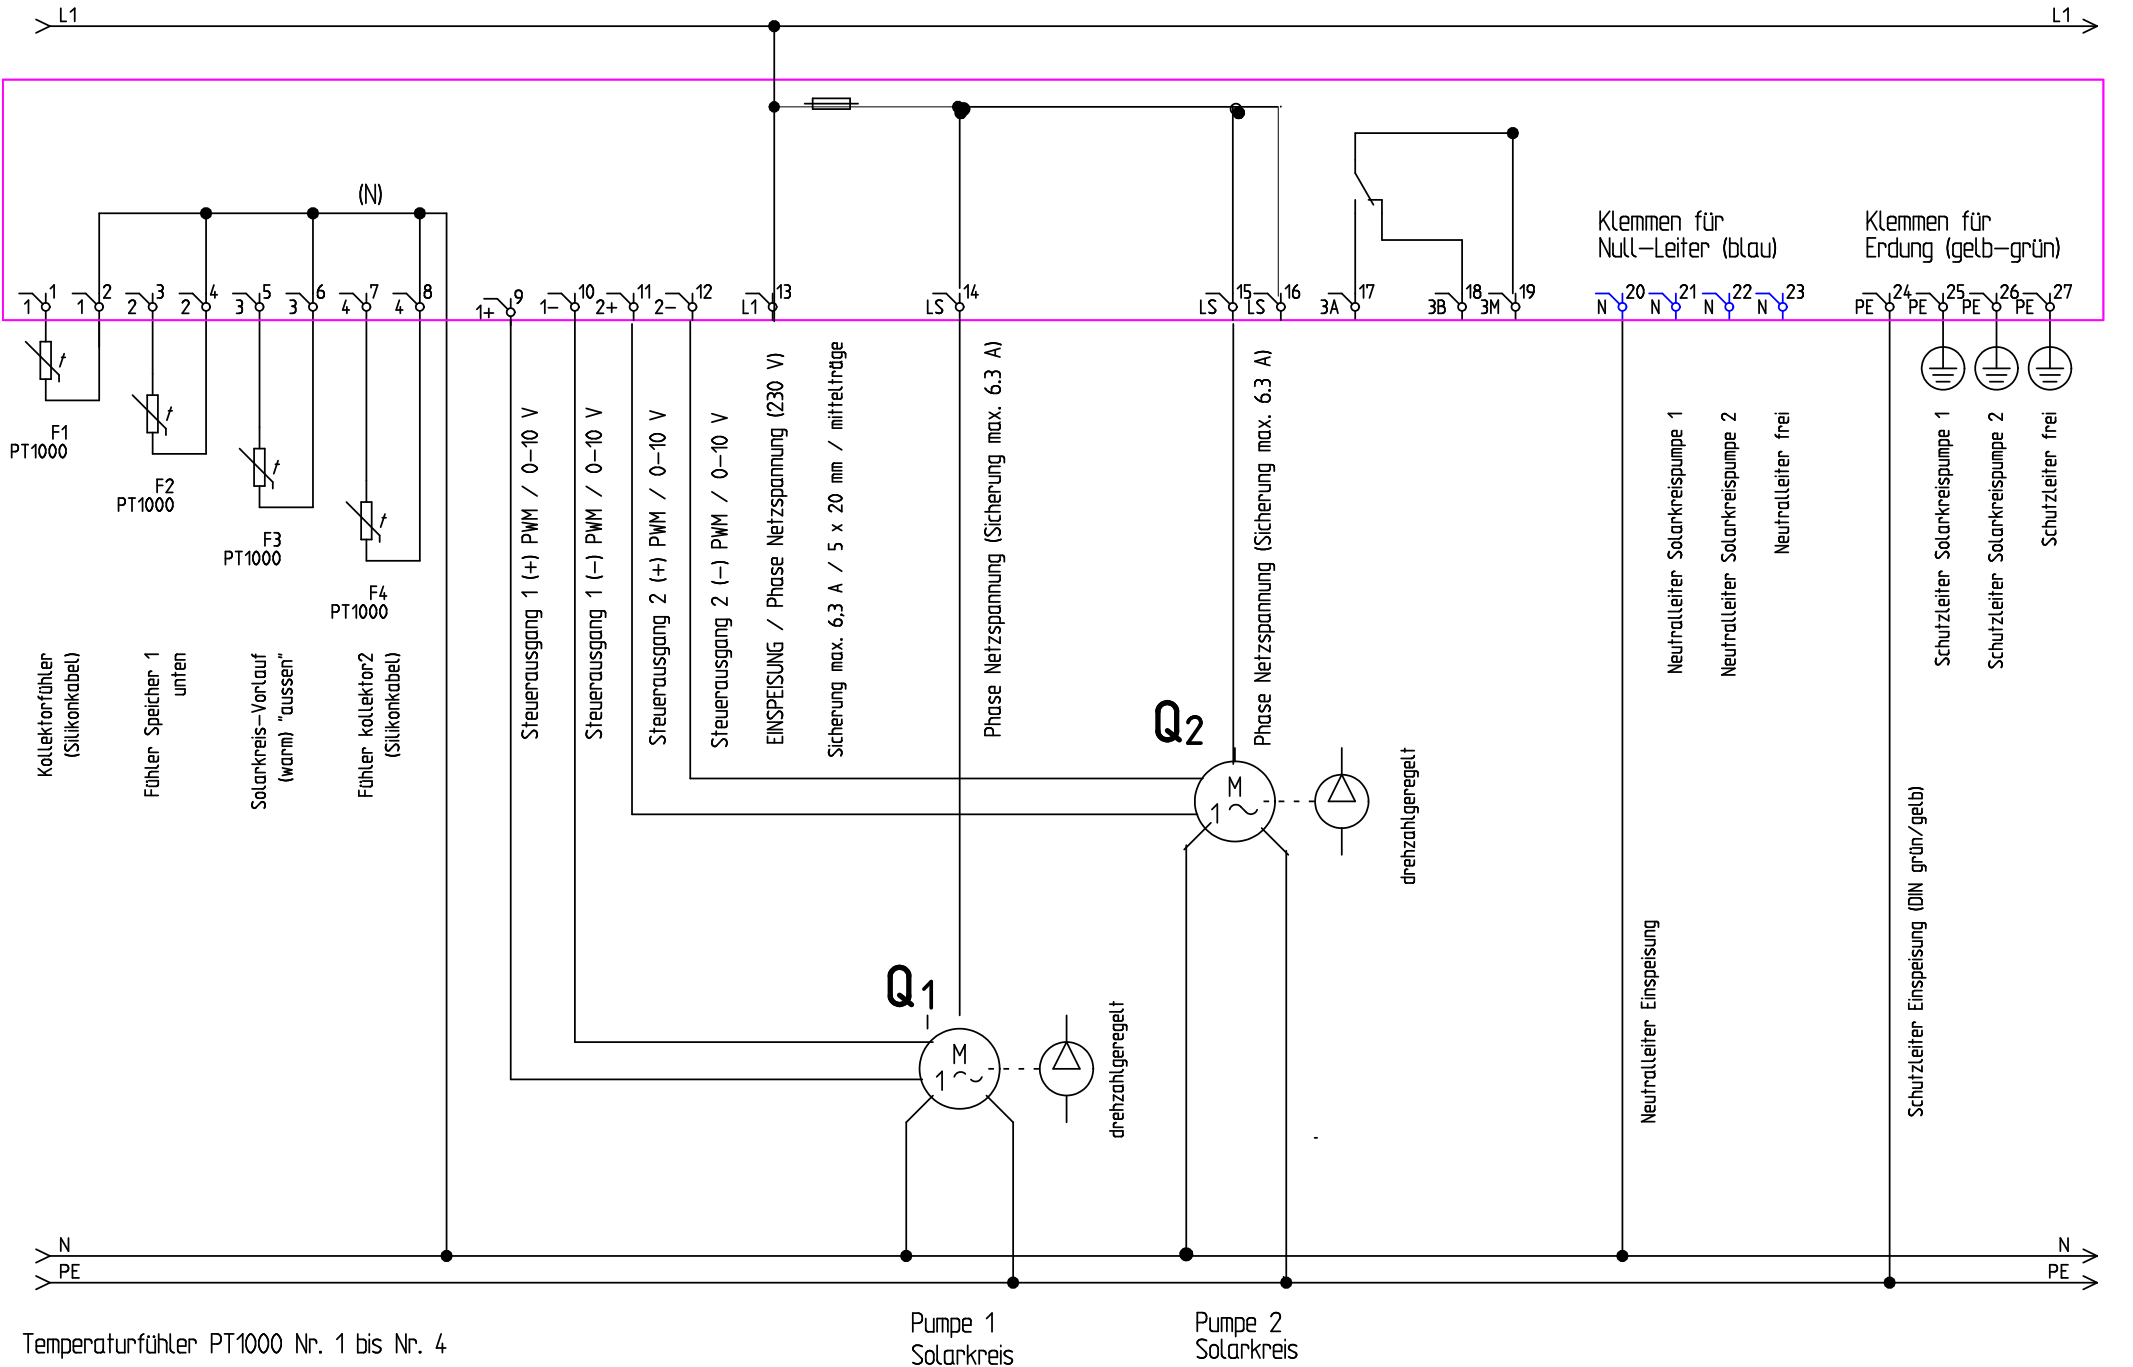 L1
L1
(N)
Klemmen für
Null-Leiter (blau)
Klemmen für
Erdung (gelb-grün)
1 1
1 2
2 3
2 4
3 5
3 6
4 7
4 8
1+ 9
1- 10
2+ 11
2- 12
L1 13
LS 14
LS 15
LS 16
3A 17
3B 18
3M 19
N 20
N 21
N 22
N 23
PE 24
PE 25
PE 26
PE 27
t
F1
PT1000
t
F2
PT1000
t
F3
PT1000
t
F4
PT1000
Kollektorfühler
(Silikonkabel)
Fühler Speicher 1
unten
Solarkreis-Vorlauf
(warm) "aussen"
Fühler kollektor2
(Silikonkabel)
Steuerausgang 1 (+) PWM / 0-10 V
Steuerausgang 1 (-) PWM / 0-10 V
Steuerausgang 2 (+) PWM / 0-10 V
Steuerausgang 2 (-) PWM / 0-10 V
EINSPEISUNG / Phase Netzspannung (230 V)
Sicherung max. 6,3 A / 5 x 20 mm / mittelträge
Phase Netzspannung (Sicherung max. 6.3 A)
Phase Netzspannung (Sicherung max. 6.3 A)
Neutralleiter Solarkreispumpe 1
Neutralleiter Solarkreispumpe 2
Neutralleiter frei
Schutzleiter Solarkreispumpe 1
Schutzleiter Solarkreispumpe 2
Schutzleiter frei
Q2
M
1~
drehzahlgeregelt
Q1
M
1~
drehzahlgeregelt
Neutralleiter Einspeisung
Schutzleiter Einspeisung (DIN grün/gelb)
N
N
PE
PE
Pumpe 1
Solarkreis
Pumpe 2
Solarkreis
Temperaturfühler PT1000 Nr. 1 bis Nr. 4